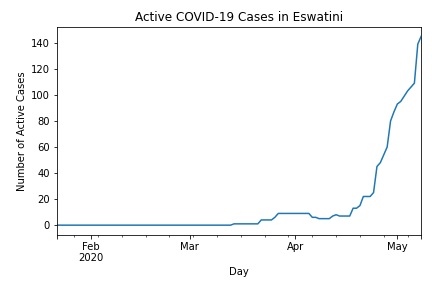 Active COVID-19 Cases in Eswatini
Number of Active Cases
140
120
100
80
60
40
20
0
Feb
2020
Mar
Apr
May
Day